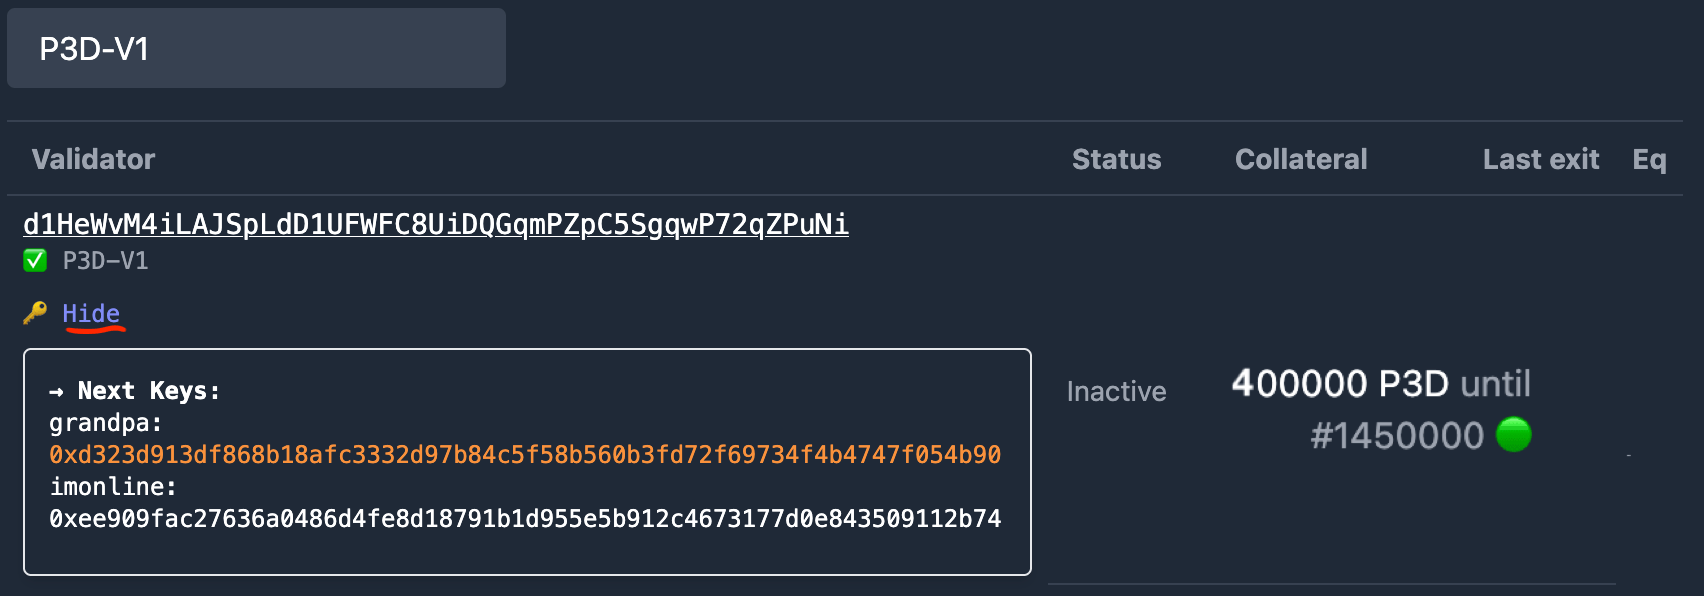 P3D-V1
Validator Status Collateral Last exit Eq
d1HeWvM4iLAJSpLdD1UFWFC8UiDQGqmPZpC5SgqwP72qZPuNi
P3D-V1
Hide
→ Next Keys:
grandpa:
0xd323d913df868b18afc3332d97b84c5f58b560b3fd72f69734f4b4747f054b90
imonline:
0xee909fac27636a0486d4fe8d18791b1d955e5b912c4673177d0e843509112b74
Inactive
400000 P3D until
#1450000
-